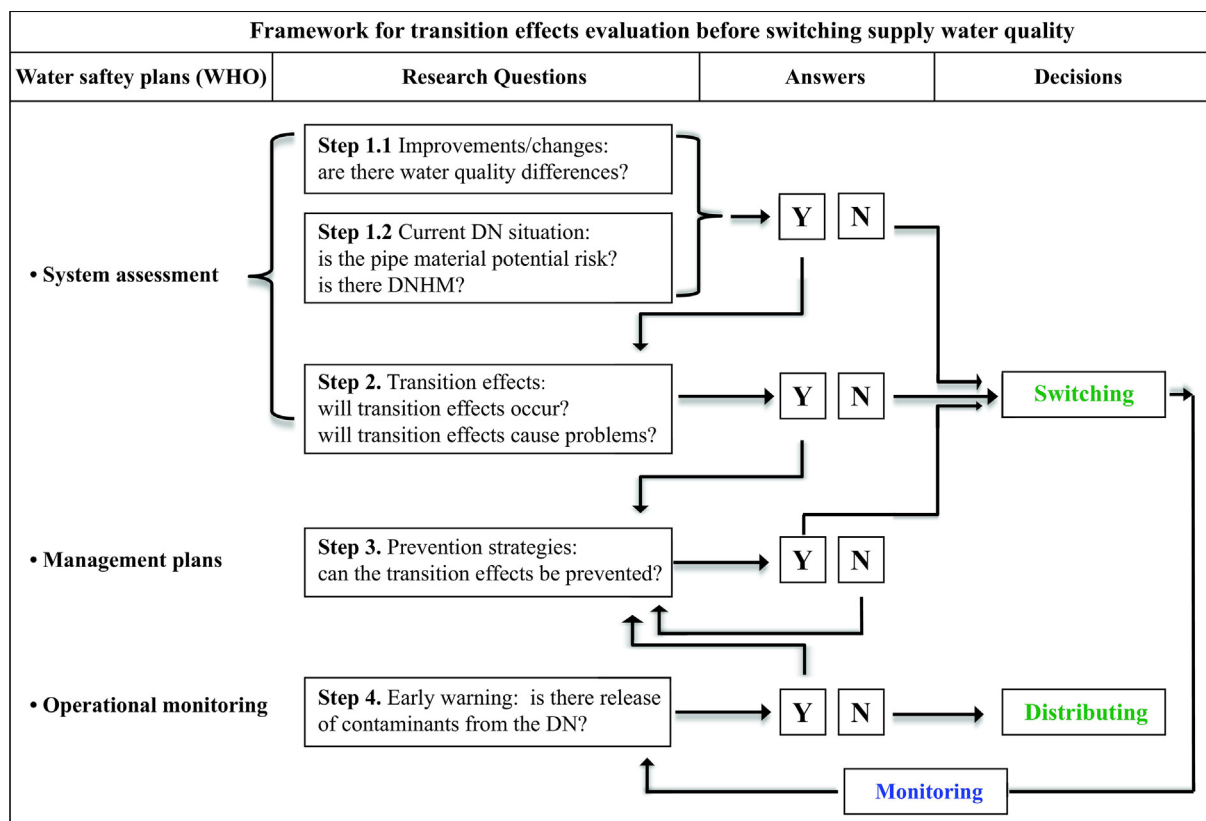 Framework for transition effects evaluation before switching supply water quality
Water saftey plans (WHO)
Research Questions
Answers
Decisions
Step 1.1 Improvements/changes:
are there water quality differences?
Step 1.2 Current DN situation:
is the pipe material potential risk?
is there DNHM?
Y
N
• System assessment
Step 2. Transition effects:
will transition effects occur?
will transition effects cause problems?
Y
N
Switching
• Management plans
Step 3. Prevention strategies:
can the transition effects be prevented?
Y
N
• Operational monitoring
Step 4. Early warning: is there release
of contaminants from the DN?
Y
N
Distributing
Monitoring